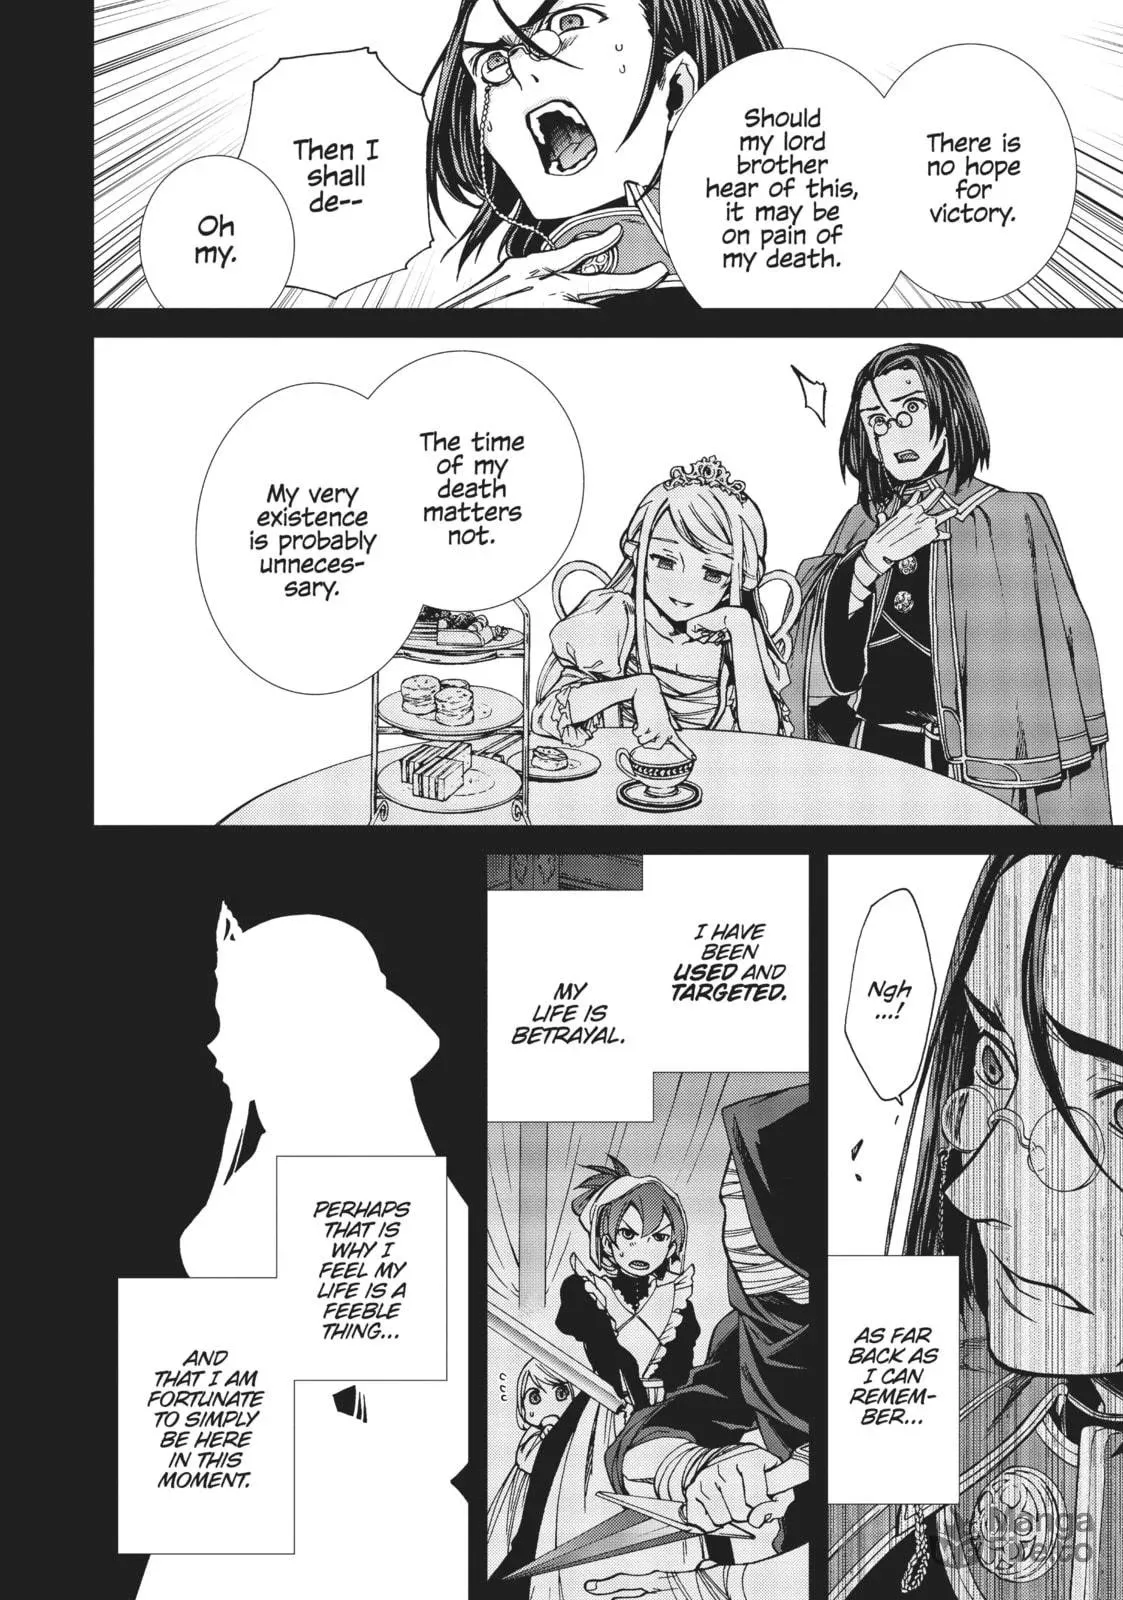 There is
no hope
for
victory.
Should
my lord
brother
hear of this,
it may be
on pain of
my death.
Then I
shall
de--
Oh
my.
The time
of my
death
matters
not.
My very
existence
is probably
unneces-
sary.
Ngh
...!
AS FAR
BACK AS
I CAN
REMEM-
BER...
I HAVE
BEEN
USED AND
TARGETED.
MY
LIFE IS
BETRAYAL.
PERHAPS
THAT IS
WHY I
FEEL MY
LIFE IS A
FEEBLE
THING...
AND
THAT I AM
FORTUNATE
TO SIMPLY
BE HERE
IN THIS
MOMENT.